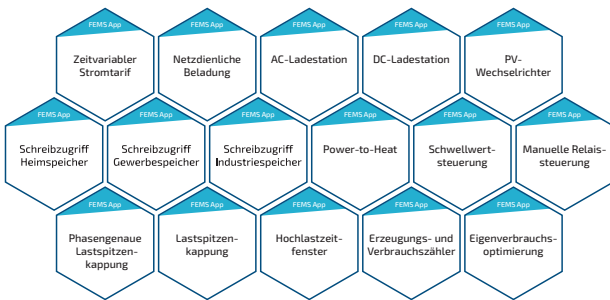 FEMS App
Zeitvariabler
Stromtarif
FEMS App
Netzdienliche
Beladung
FEMS App
AC-Ladestation
FEMS App
DC-Ladestation
FEMS App
PV-
Wechselrichter
FEMS App
Schreibzugriff
Heimspeicher
FEMS App
Schreibzugriff
Gewerbespeicher
FEMS App
Schreibzugriff
Industriespeicher
FEMS App
Power-to-Heat
FEMS App
Schwellwert-
steuerung
FEMS App
Manuelle Relais-
steuerung
FEMS App
Phasengenaue
Lastspitzen-
kappung
FEMS App
Lastspitzen-
kappung
FEMS App
Hochlastzeit-
fenster
FEMS App
Erzeugungs- und
Verbrauchszähler
FEMS App
Eigenverbrauchs-
optimierung